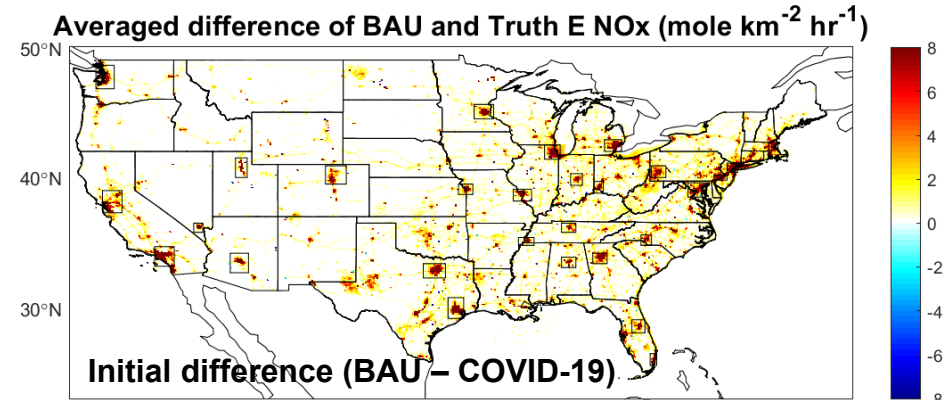 Averaged difference of BAU and Truth E NOx (mole km-2 hr-1)
50°N
40°N
30°N
8
6
4
2
0
-2
-4
-6
-8
Initial difference (BAU – COVID-19)